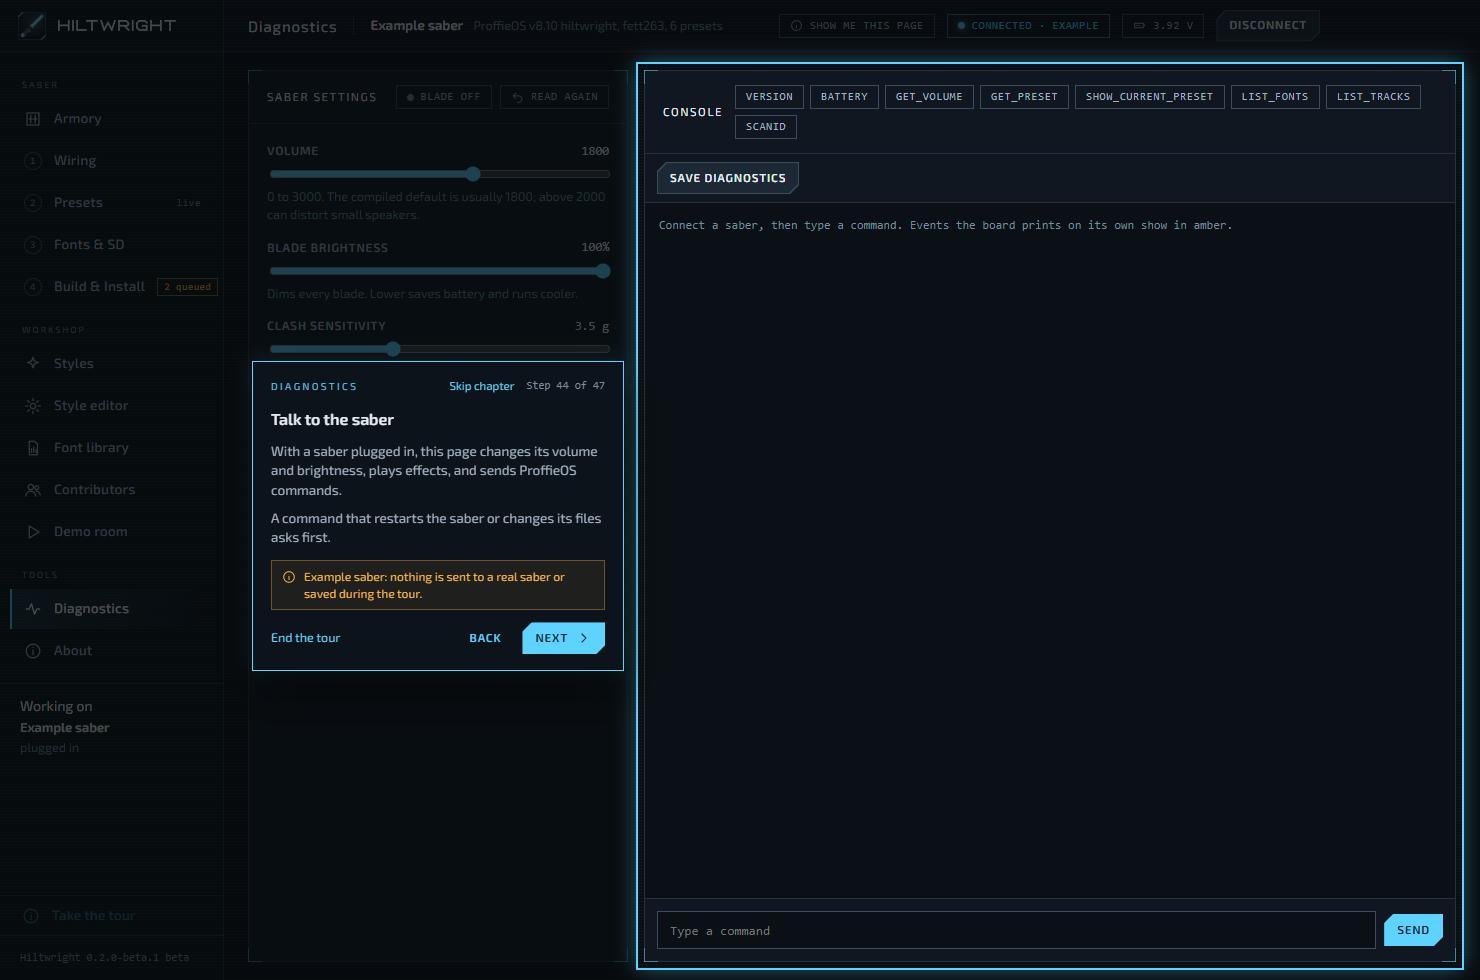 HILTWRIGHT
Diagnostics
Example saber ProffieOS v8.10 hiltwright, fett263, 6 presets
SHOW ME THIS PAGE
CONNECTED · EXAMPLE
3.92 V
DISCONNECT
SABER
Armory
1 Wiring
2 Presets live
3 Fonts & SD
4 Build & Install 2 queued
WORKSHOP
Styles
Style editor
Font library
Contributors
Demo room
TOOLS
Diagnostics
About
Working on
Example saber
plugged in
Take the tour
Hiltwright 0.2.0-beta.1 beta
SABER SETTINGS
BLADE OFF
READ AGAIN
VOLUME 1800
0 to 3000. The compiled default is usually 1800; above 2000
can distort small speakers.
BLADE BRIGHTNESS 100%
Dims every blade. Lower saves battery and runs cooler.
CLASH SENSITIVITY 3.5 g
DIAGNOSTICS Skip chapter Step 44 of 47
Talk to the saber
With a saber plugged in, this page changes its volume
and brightness, plays effects, and sends ProffieOS
commands.
A command that restarts the saber or changes its files
asks first.
Example saber: nothing is sent to a real saber or
saved during the tour.
End the tour BACK NEXT
CONSOLE
VERSION BATTERY GET_VOLUME GET_PRESET SHOW_CURRENT_PRESET LIST_FONTS LIST_TRACKS
SCANID
SAVE DIAGNOSTICS
Connect a saber, then type a command. Events the board prints on its own show in amber.
Type a command
SEND